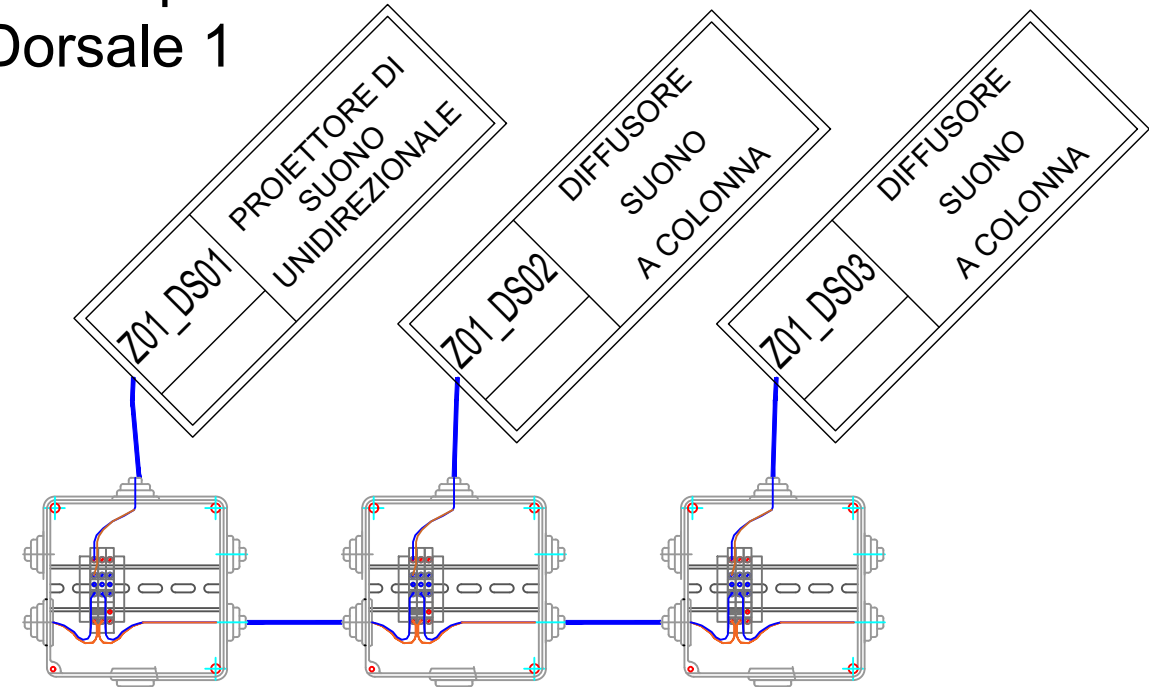 Dorsale 1
PROIETTORE DI
SUONO
UNIDIREZIONALE
Z01_DS01
DIFFUSORE
SUONO
A COLONNA
Z01_DS02
DIFFUSORE
SUONO
A COLONNA
Z01_DS03